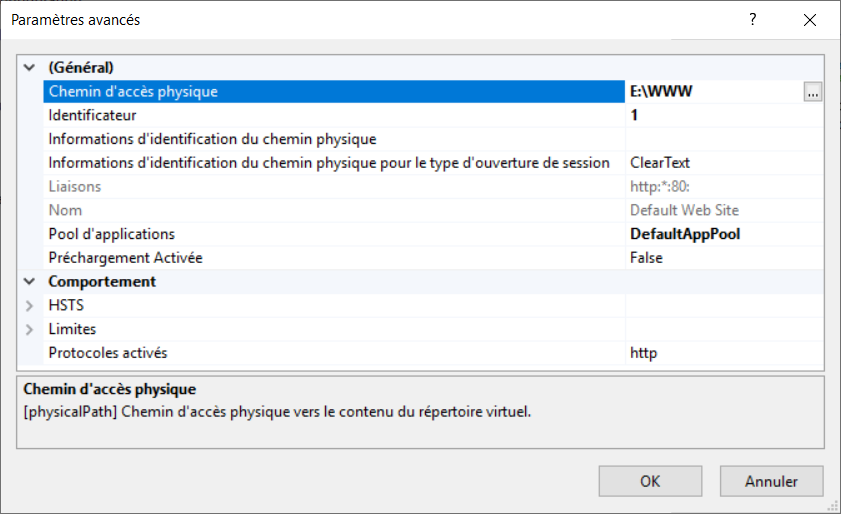 Paramètres avancés
(Général)
Chemin d'accès physique E:\WWW ...
Identificateur 1
Informations d'identification du chemin physique
Informations d'identification du chemin physique pour le type d'ouverture de session ClearText
Liaisons http:*:80:
Nom Default Web Site
Pool d'applications DefaultAppPool
Préchargement Activée False
Comportement
HSTS
Limites
Protocoles activés http
Chemin d'accès physique
[physicalPath] Chemin d'accès physique vers le contenu du répertoire virtuel.
OK Annuler